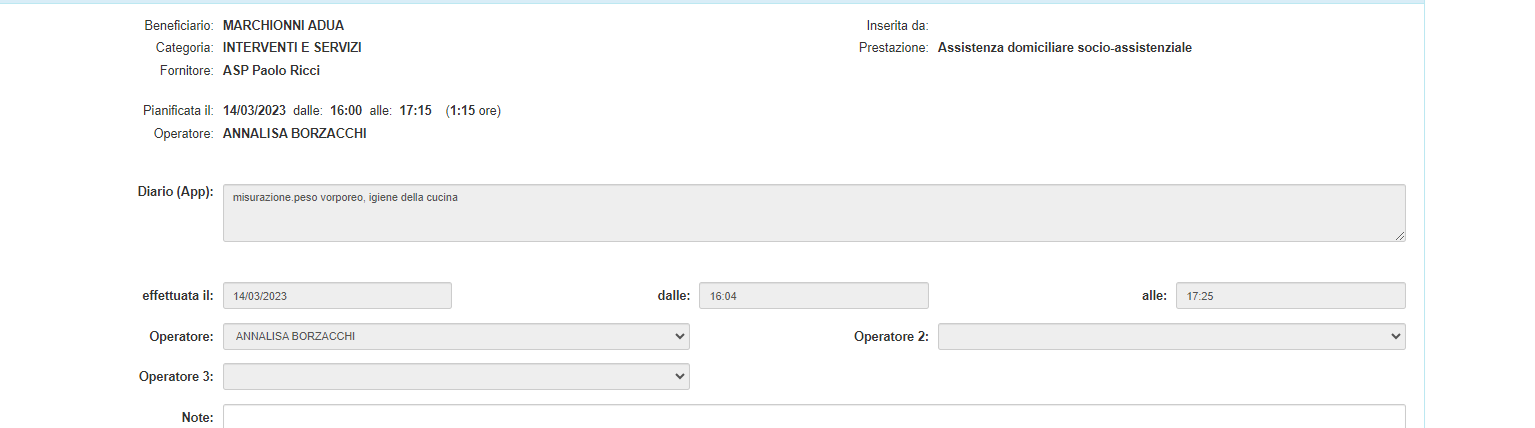 Beneficiario: MARCHIONNI ADUA Inserita da:
Categoria: INTERVENTI E SERVIZI Prestazione: Assistenza domiciliare socio-assistenziale
Fornitore: ASP Paolo Ricci
Pianificata il: 14/03/2023 dalle: 16:00 alle: 17:15 (1:15 ore)
Operatore: ANNALISA BORZACCHI
Diario (App): misurazione.peso vorporeo, igiene della cucina
effettuata il: 14/03/2023 dalle: 16:04 alle: 17:25
Operatore: ANNALISA BORZACCHI Operatore 2:
Operatore 3:
Note: